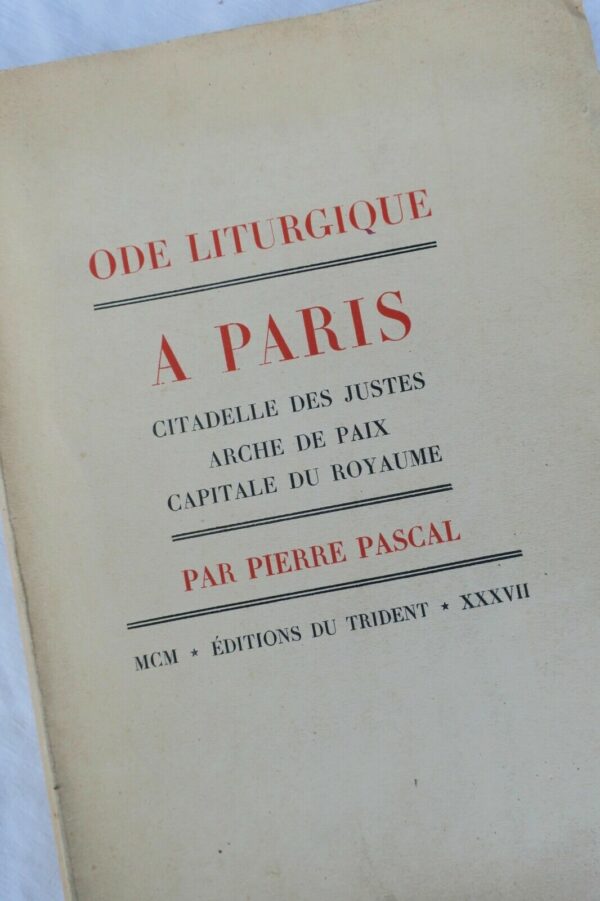 ODE LITURGIQUE
A PARIS
CITADELLE DES JUSTES
ARCHE DE PAIX
CAPITALE DU ROYAUME
PAR PIERRE PASCAL
MCM * ÉDITIONS DU TRIDENT * XXXVII